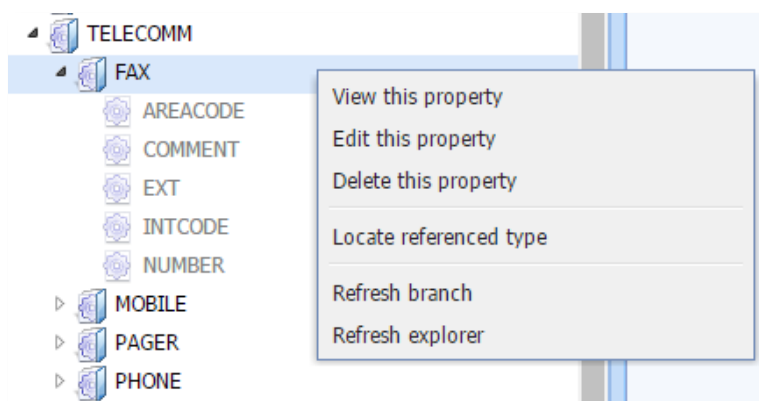 TELECOMM
FAX
AREACODE
COMMENT
EXT
INTCODE
NUMBER
MOBILE
PAGER
PHONE
View this property
Edit this property
Delete this property
Locate referenced type
Refresh branch
Refresh explorer